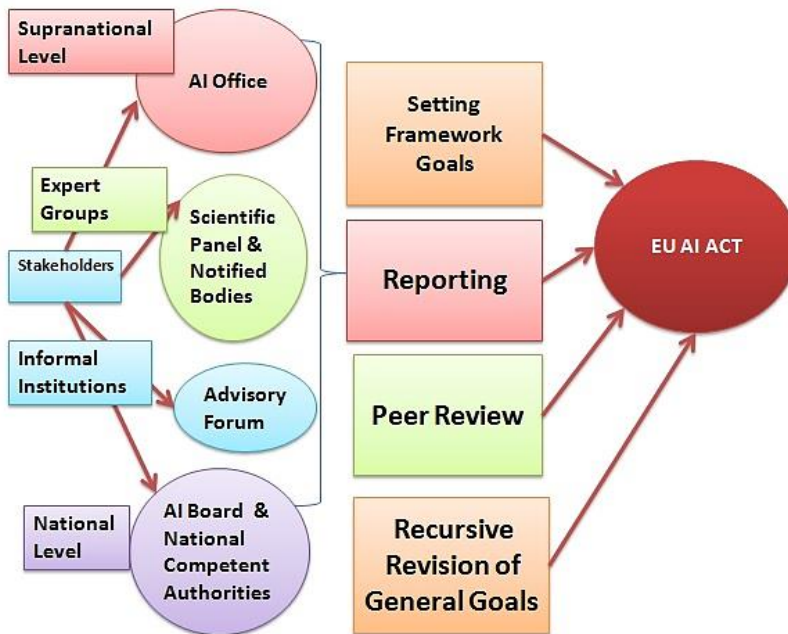 Supranational
Level
AI Office
Expert
Groups
Scientific
Panel &
Notified
Bodies
Stakeholders
Informal
Institutions
Advisory
Forum
National
Level
AI Board &
National
Competent
Authorities
Setting
Framework
Goals
Reporting
Peer Review
Recursive
Revision of
General Goals
EU AI ACT